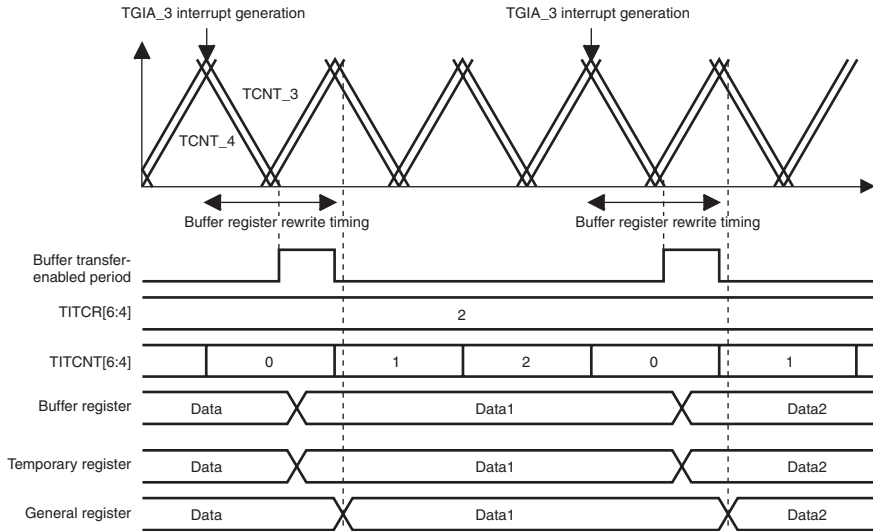 TGIA_3 interrupt generation
TGIA_3 interrupt generation
TCNT_3
TCNT_4
Buffer register rewrite timing
Buffer register rewrite timing
Buffer transfer-
enabled period
TITCR[6:4]
2
TITCNT[6:4]
0
1
2
0
1
Buffer register
Data
Data1
Data2
Temporary register
Data
Data1
Data2
General register
Data
Data1
Data2